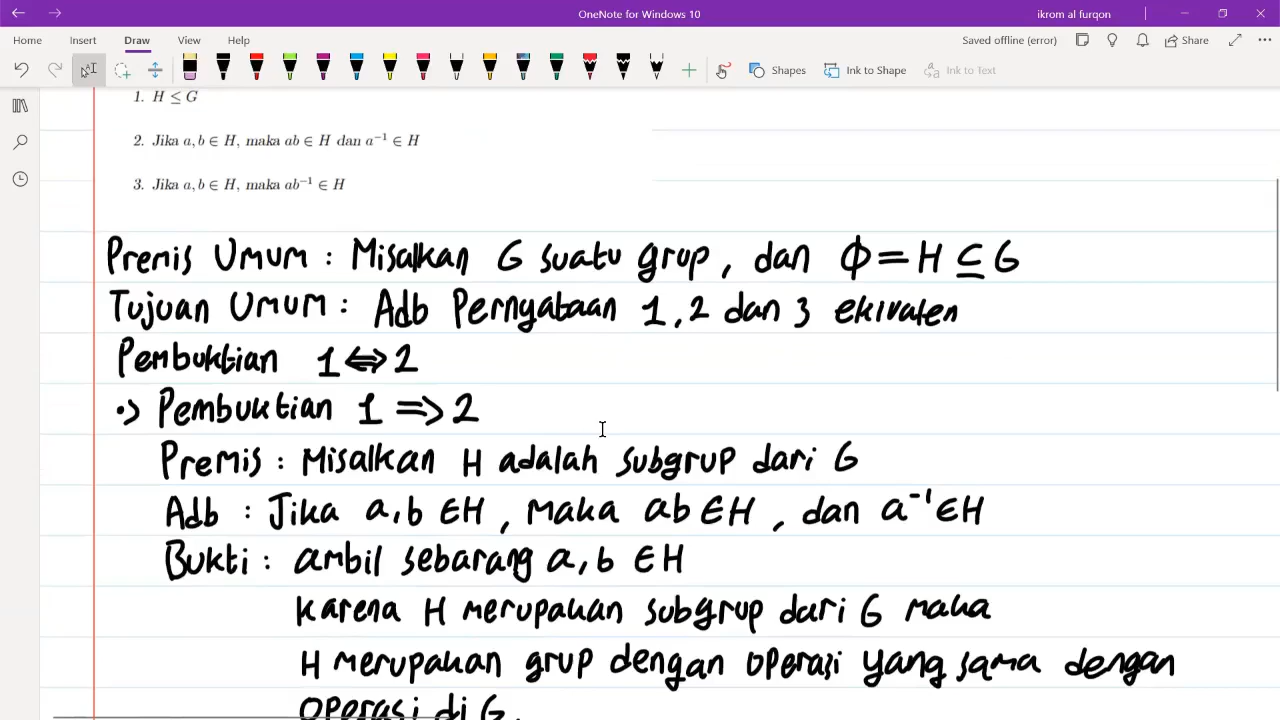 OneNote for Windows 10
ikrom al furqon
Home Insert Draw View Help
Saved offline (error)
Share
Shapes
Ink to Shape
Ink to Text
1. H ≤ G
2. Jika a, b ∈ H, maka ab ∈ H dan a⁻¹ ∈ H
3. Jika a, b ∈ H, maka ab⁻¹ ∈ H
Premis Umum : Misalkan G suatu grup, dan ϕ = H ⊆ G
Tujuan Umum : Adb Pernyataan 1, 2 dan 3 ekivalen
Pembuktian 1 ⇔ 2
•> Pembuktian 1 => 2
Premis : Misalkan H adalah subgrup dari G
Adb : Jika a, b ∈ H, Maka ab ∈ H, dan a⁻¹ ∈ H
Bukti : ambil sebarang a, b ∈ H
karena H merupakan subgrup dari G maka
H merupakan grup dengan operasi yang sama dengan
operasi di G.